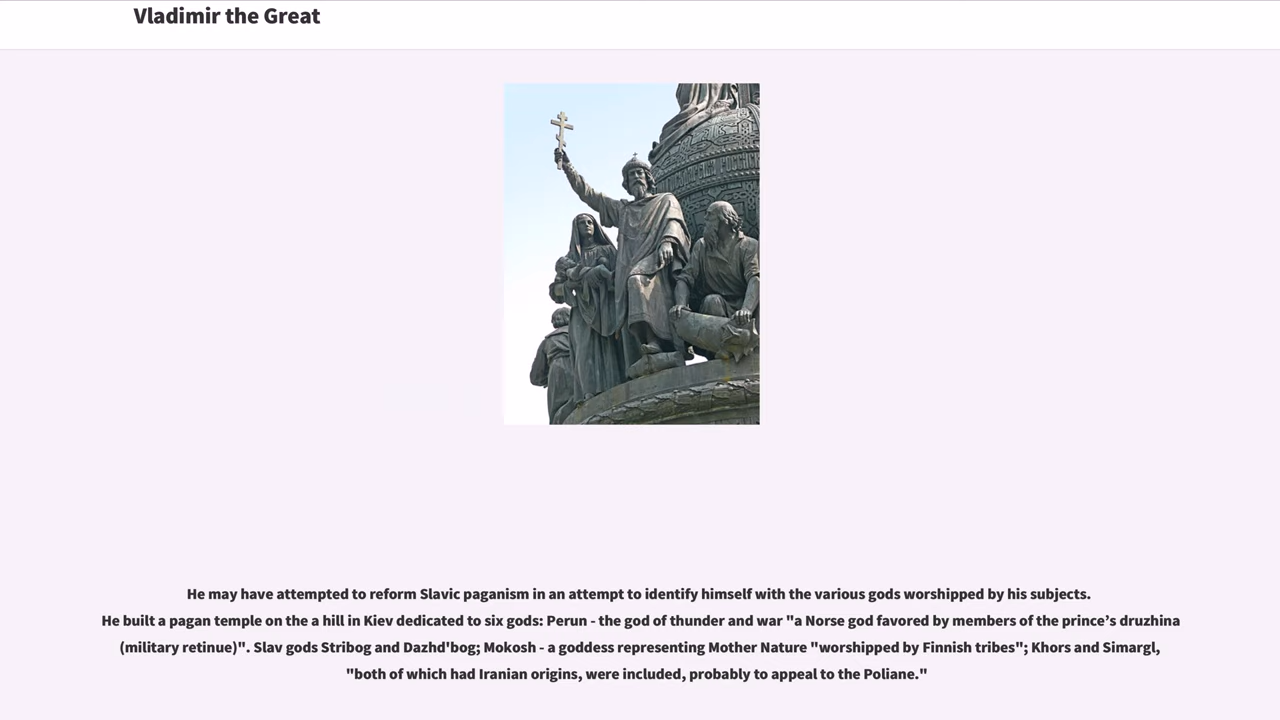 Vladimir the Great
He may have attempted to reform Slavic paganism in an attempt to identify himself with the various gods worshipped by his subjects.
He built a pagan temple on the a hill in Kiev dedicated to six gods: Perun - the god of thunder and war "a Norse god favored by members of the prince’s druzhina
(military retinue)". Slav gods Stribog and Dazhd'bog; Mokosh - a goddess representing Mother Nature "worshipped by Finnish tribes"; Khors and Simargl,
"both of which had Iranian origins, were included, probably to appeal to the Poliane."